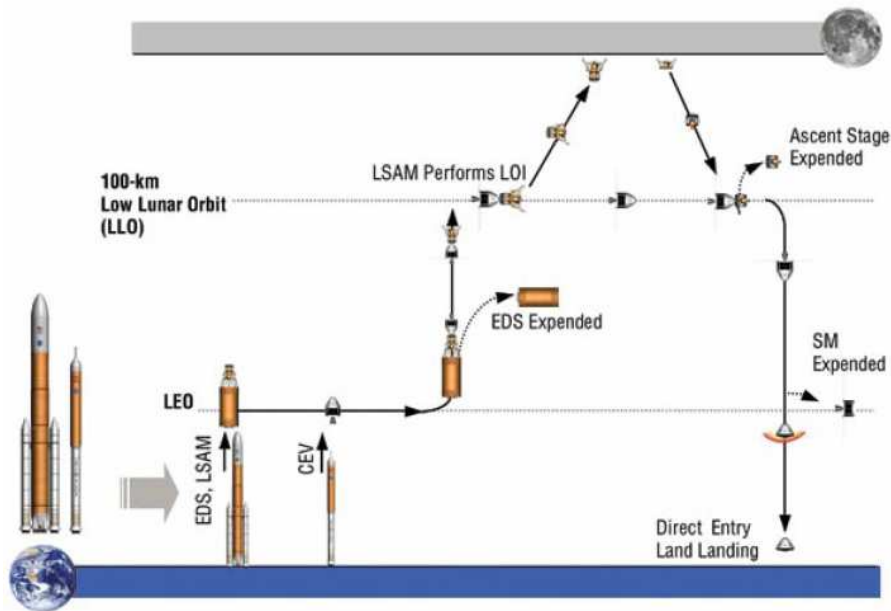 Ascent Stage
Expended
LSAM Performs LOI
100-km
Low Lunar Orbit
(LLO)
EDS Expended
SM
Expended
LEO
EDS, LSAM
CEV
Direct Entry
Land Landing